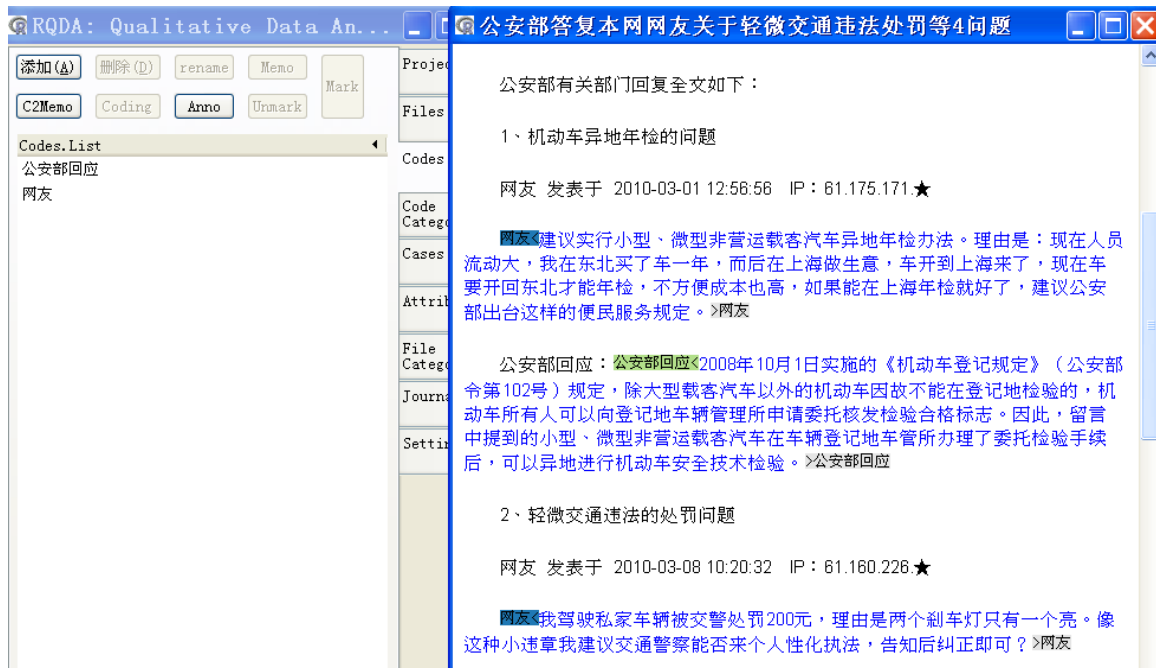 RQDA: Qualitative Data An...
添加(A) 删除(D) rename Memo Mark
C2Memo Coding Anno Unmark
Codes.List
公安部回应
网友
Projec
Files
Codes
Code
Catego
Cases
Attrib
File
Catego
Journa
Settin
公安部答复本网网友关于轻微交通违法处罚等4问题
公安部有关部门回复全文如下：
1、机动车异地年检的问题
网友 发表于 2010-03-01 12:56:56 IP：61.175.171.★
网友<建议实行小型、微型非营运载客汽车异地年检办法。理由是：现在人员
流动大，我在东北买了车一年，而后在上海做生意，车开到上海来了，现在车
要开回东北才能年检，不方便成本也高，如果能在上海年检就好了，建议公安
部出台这样的便民服务规定。>网友
公安部回应：公安部回应<2008年10月1日实施的《机动车登记规定》（公安部
令第102号）规定，除大型载客汽车以外的机动车因故不能在登记地检验的，机
动车所有人可以向登记地车辆管理所申请委托核发检验合格标志。因此，留言
中提到的小型、微型非营运载客汽车在车辆登记地车管所办理了委托检验手续
后，可以异地进行机动车安全技术检验。>公安部回应
2、轻微交通违法的处罚问题
网友 发表于 2010-03-08 10:20:32 IP：61.160.226.★
网友<我驾驶私家车辆被交警处罚200元，理由是两个刹车灯只有一个亮。像
这种小违章我建议交通警察能否来个人性化执法，告知后纠正即可？>网友